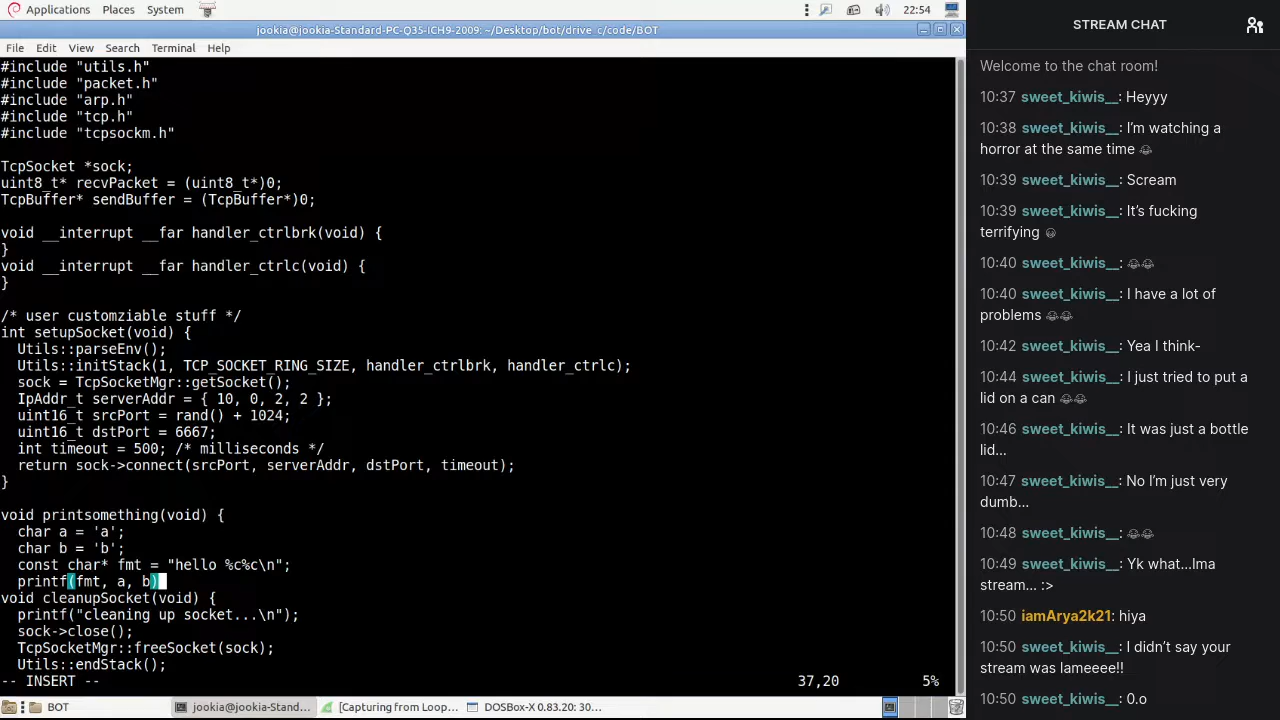 Applications Places System 22:54
jookia@jookia-Standard-PC-Q35-ICH9-2009: ~/Desktop/bot/drive_c/code/BOT
File Edit View Search Terminal Help
#include "utils.h"
#include "packet.h"
#include "arp.h"
#include "tcp.h"
#include "tcpsockm.h"
TcpSocket *sock;
uint8_t* recvPacket = (uint8_t*)0;
TcpBuffer* sendBuffer = (TcpBuffer*)0;
void __interrupt __far handler_ctrlbrk(void) {
}
void __interrupt __far handler_ctrlc(void) {
}
/* user customziable stuff */
int setupSocket(void) {
Utils::parseEnv();
Utils::initStack(1, TCP_SOCKET_RING_SIZE, handler_ctrlbrk, handler_ctrlc);
sock = TcpSocketMgr::getSocket();
IpAddr_t serverAddr = { 10, 0, 2, 2 };
uint16_t srcPort = rand() + 1024;
uint16_t dstPort = 6667;
int timeout = 500; /* milliseconds */
return sock->connect(srcPort, serverAddr, dstPort, timeout);
}
void printsomething(void) {
char a = 'a';
char b = 'b';
const char* fmt = "hello %c%c\n";
printf(fmt, a, b)
void cleanupSocket(void) {
printf("cleaning up socket...\n");
sock->close();
TcpSocketMgr::freeSocket(sock);
Utils::endStack();
-- INSERT -- 37,20 5%
BOT jookia@jookia-Stand... [Capturing from Loop... DOSBox-X 0.83.20: 30...
STREAM CHAT
Welcome to the chat room!
10:37 sweet_kiwis__: Heyyy
10:38 sweet_kiwis__: I'm watching a
horror at the same time 😂
10:39 sweet_kiwis__: Scream
10:39 sweet_kiwis__: It's fucking
terrifying 😀
10:40 sweet_kiwis__: 😂😂
10:40 sweet_kiwis__: I have a lot of
problems 😂😂
10:42 sweet_kiwis__: Yea I think-
10:44 sweet_kiwis__: I just tried to put a
lid on a can 😂😂
10:46 sweet_kiwis__: It was just a bottle
lid...
10:47 sweet_kiwis__: No I'm just very
dumb...
10:48 sweet_kiwis__: 😂😂
10:49 sweet_kiwis__: Yk what...Ima
stream... :>
10:50 iamArya2k21: hiya
10:50 sweet_kiwis__: I didn't say your
stream was lameeee!!
10:50 sweet_kiwis__: 0.o